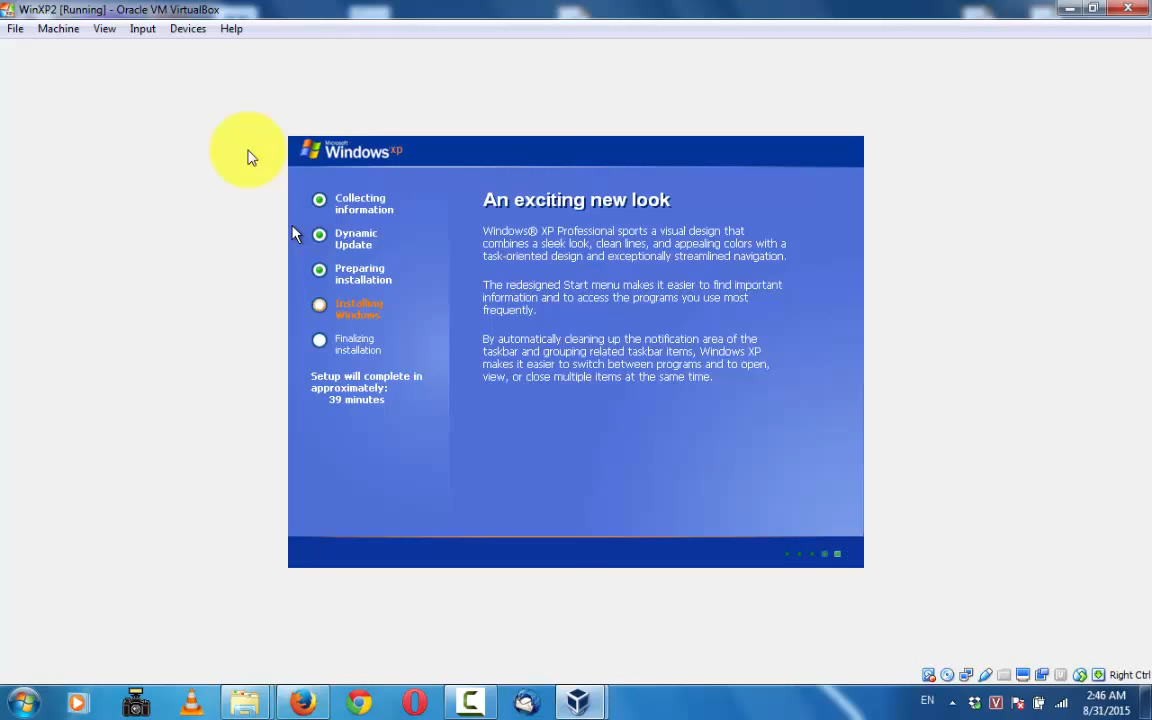 WinXP2 [Running] - Oracle VM VirtualBox
File Machine View Input Devices Help
Microsoft
Windows xp
Collecting
information
Dynamic
Update
Preparing
installation
Installing
Windows
Finalizing
installation
Setup will complete in
approximately:
39 minutes
An exciting new look
Windows® XP Professional sports a visual design that
combines a sleek look, clean lines, and appealing colors with a
task-oriented design and exceptionally streamlined navigation.
The redesigned Start menu makes it easier to find important
information and to access the programs you use most
frequently.
By automatically cleaning up the notification area of the
taskbar and grouping related taskbar items, Windows XP
makes it easier to switch between programs and to open,
view, or close multiple items at the same time.
Right Ctrl
EN
2:46 AM
8/31/2015